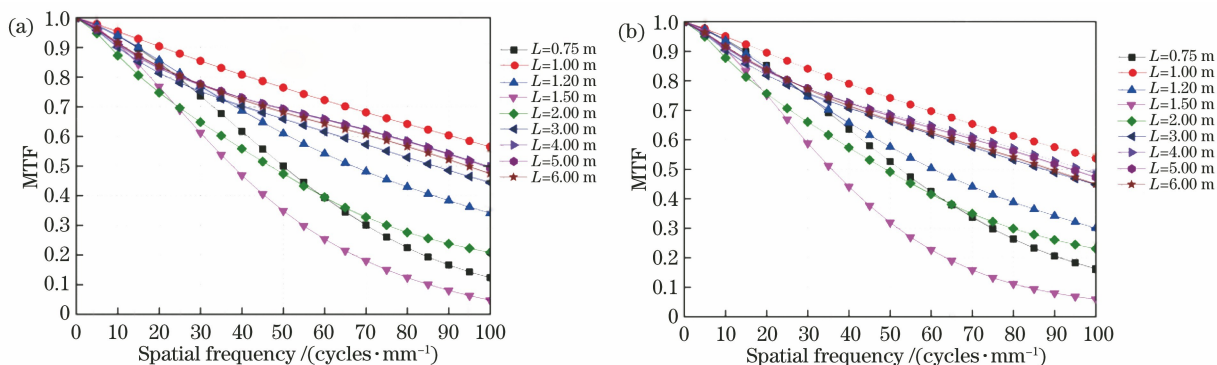 (a)
1.0
0.9
0.8
0.7
0.6
0.5
0.4
0.3
0.2
0.1
0
MTF
0 10 20 30 40 50 60 70 80 90 100
Spatial frequency /(cycles·mm⁻¹)
L=0.75 m
L=1.00 m
L=1.20 m
L=1.50 m
L=2.00 m
L=3.00 m
L=4.00 m
L=5.00 m
L=6.00 m
(b)
1.0
0.9
0.8
0.7
0.6
0.5
0.4
0.3
0.2
0.1
0
MTF
0 10 20 30 40 50 60 70 80 90 100
Spatial frequency /(cycles·mm⁻¹)
L=0.75 m
L=1.00 m
L=1.20 m
L=1.50 m
L=2.00 m
L=3.00 m
L=4.00 m
L=5.00 m
L=6.00 m